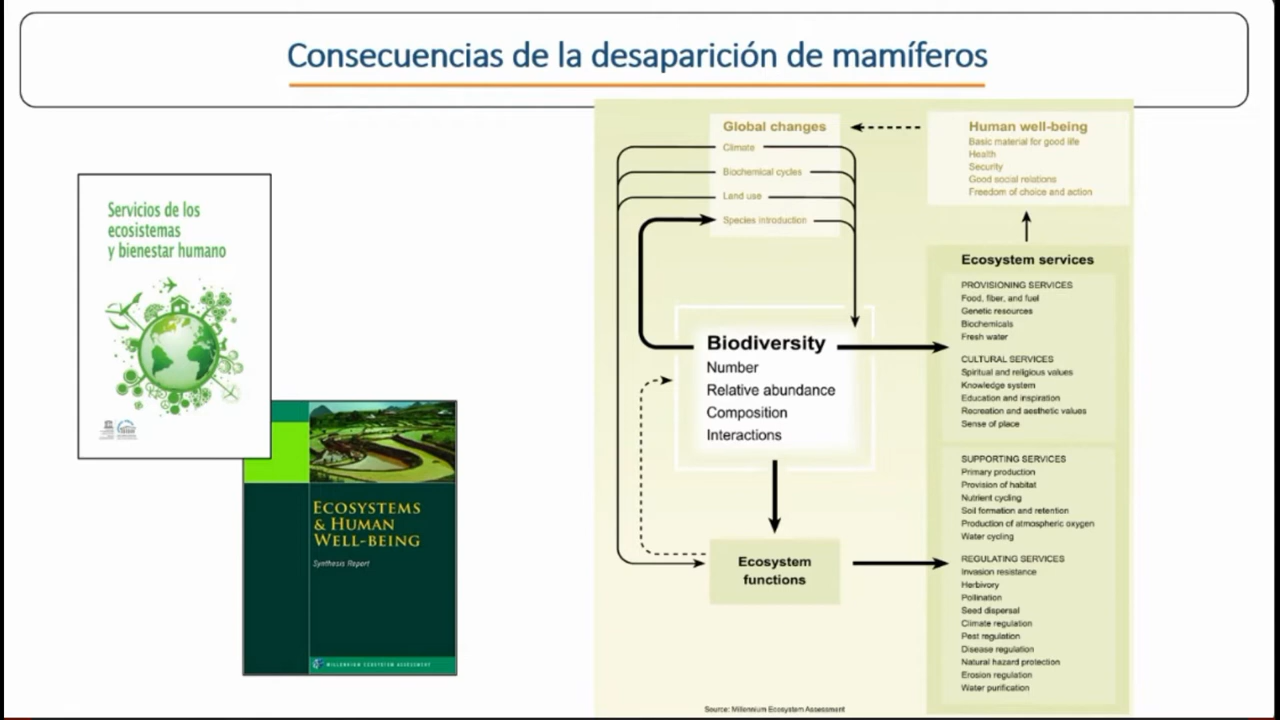 Consecuencias de la desaparición de mamíferos
Servicios de los
ecosistemas
y bienestar humano
ECOSYSTEMS
& HUMAN
WELL-BEING
Synthesis Report
MILLENNIUM ECOSYSTEM ASSESSMENT
Global changes
Climate
Biochemical cycles
Land use
Species introduction
Human well-being
Basic material for good life
Health
Security
Good social relations
Freedom of choice and action
Biodiversity
Number
Relative abundance
Composition
Interactions
Ecosystem
functions
Ecosystem services
PROVISIONING SERVICES
Food, fiber, and fuel
Genetic resources
Biochemicals
Fresh water
CULTURAL SERVICES
Spiritual and religious values
Knowledge system
Education and inspiration
Recreation and aesthetic values
Sense of place
SUPPORTING SERVICES
Primary production
Provision of habitat
Nutrient cycling
Soil formation and retention
Production of atmospheric oxygen
Water cycling
REGULATING SERVICES
Invasion resistance
Herbivory
Pollination
Seed dispersal
Climate regulation
Pest regulation
Disease regulation
Natural hazard protection
Erosion regulation
Water purification
Source: Millennium Ecosystem Assessment